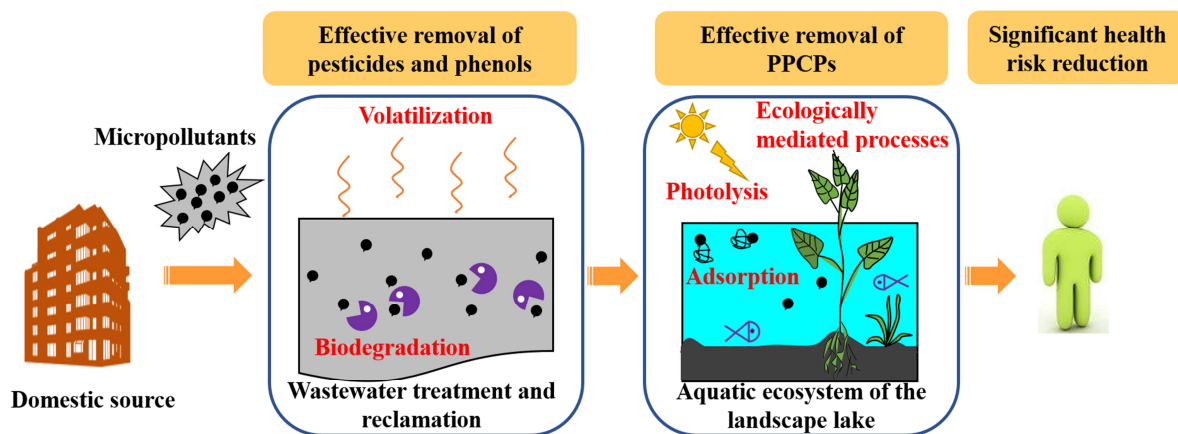 Effective removal of
pesticides and phenols
Effective removal of
PPCPs
Significant health
risk reduction
Micropollutants
Volatilization
Biodegradation
Wastewater treatment and
reclamation
Ecologically
mediated processes
Photolysis
Adsorption
Aquatic ecosystem of the
landscape lake
Domestic source